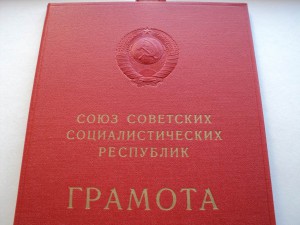 СОЮЗ СОВЕТСКИХ
СОЦИАЛИСТИЧЕСКИХ
РЕСПУБЛИК
ГРАМОТА